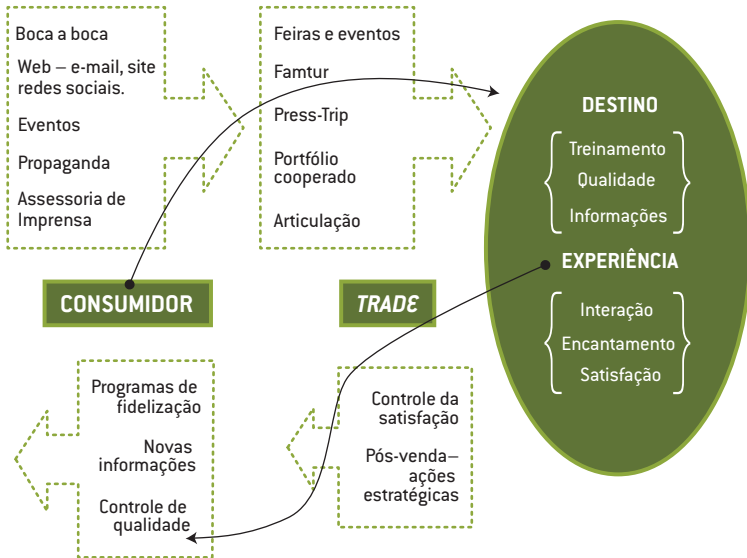 Boca a boca
Web – e-mail, site
redes sociais.
Eventos
Propaganda
Assessoria de
Imprensa
Feiras e eventos
Famtur
Press-Trip
Portfólio
cooperado
Articulação
DESTINO
Treinamento
Qualidade
Informações
EXPERIÊNCIA
Interação
Encantamento
Satisfação
CONSUMIDOR
TRADE
Programas de
fidelização
Novas
informações
Controle de
qualidade
Controle da
satisfação
Pós-venda–
ações
estratégicas